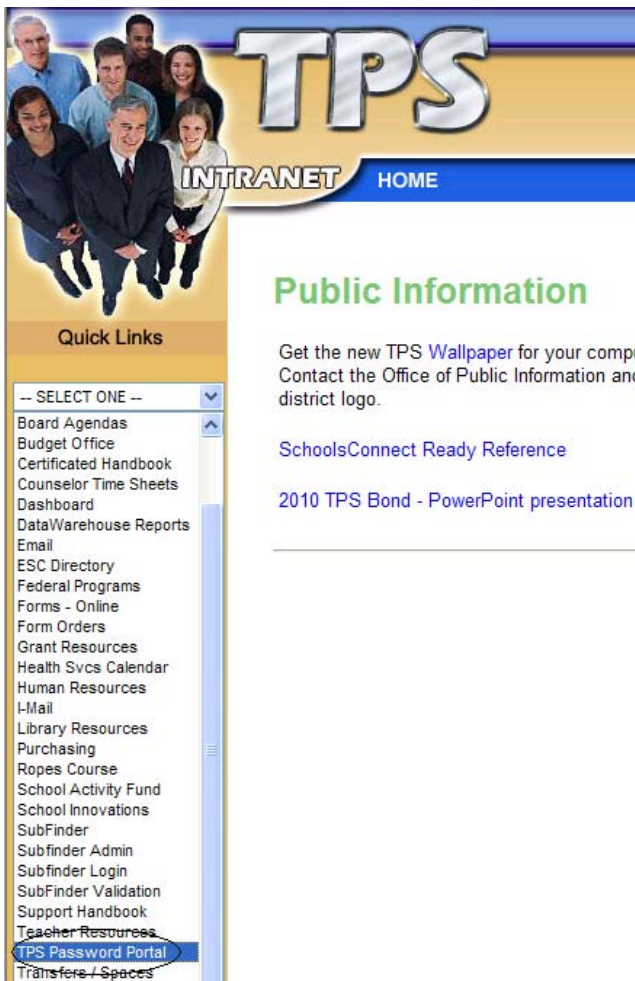 TPS
INTRANET
HOME
Quick Links
-- SELECT ONE --
Board Agendas
Budget Office
Certificated Handbook
Counselor Time Sheets
Dashboard
DataWarehouse Reports
Email
ESC Directory
Federal Programs
Forms - Online
Form Orders
Grant Resources
Health Svcs Calendar
Human Resources
I-Mail
Library Resources
Purchasing
Ropes Course
School Activity Fund
School Innovations
SubFinder
Subfinder Admin
Subfinder Login
SubFinder Validation
Support Handbook
Teacher Resources
TPS Password Portal
Transfers / Spaces
Public Information
Get the new TPS Wallpaper for your comp
Contact the Office of Public Information and
district logo.
SchoolsConnect Ready Reference
2010 TPS Bond - PowerPoint presentation